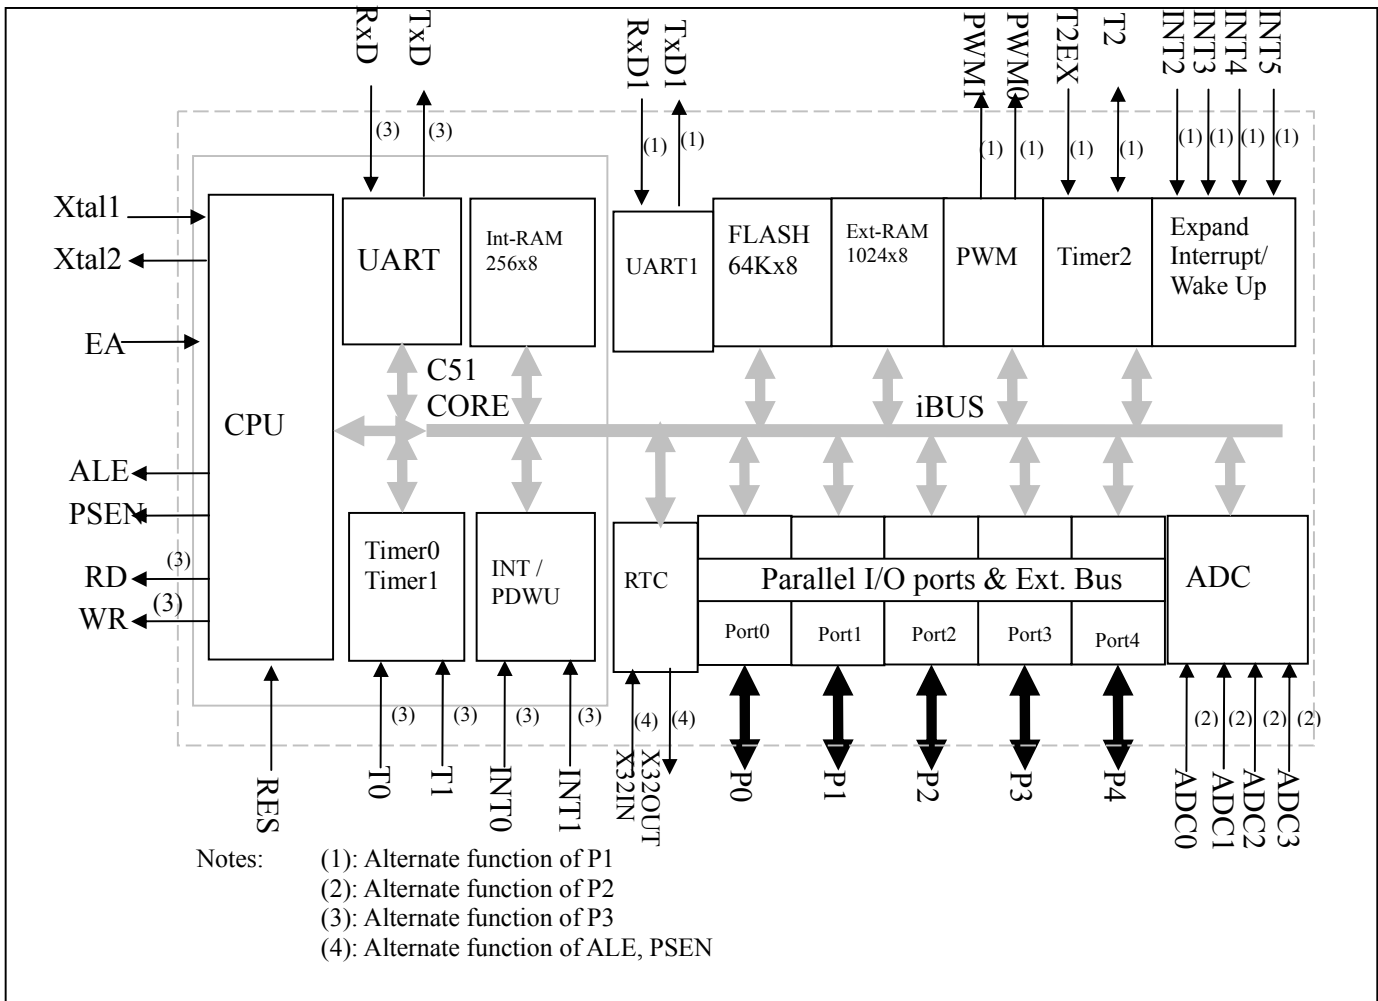 RxD
TxD
RxD1
TxD1
PWM1
PWM0
T2EX
T2
INT2
INT3
INT4
INT5
(3)
(3)
(1)
(1)
(1)
(1)
(1)
(1)
(1)
(1)
(1)
(1)
Xtal1
Xtal2
EA
ALE
PSEN
RD
(3)
WR
(3)
CPU
UART
Int-RAM
256x8
C51
CORE
UART1
FLASH
64Kx8
Ext-RAM
1024x8
PWM
Timer2
Expand
Interrupt/
Wake Up
iBUS
Timer0
Timer1
INT /
PDWU
RTC
Parallel I/O ports & Ext. Bus
Port0
Port1
Port2
Port3
Port4
ADC
(3)
(3)
(3)
(3)
(4)
(4)
(2)
(2)
(2)
(2)
RES
T0
T1
INT0
INT1
X32IN
X32OUT
P0
P1
P2
P3
P4
ADC0
ADC1
ADC2
ADC3
Notes: (1): Alternate function of P1
(2): Alternate function of P2
(3): Alternate function of P3
(4): Alternate function of ALE, PSEN